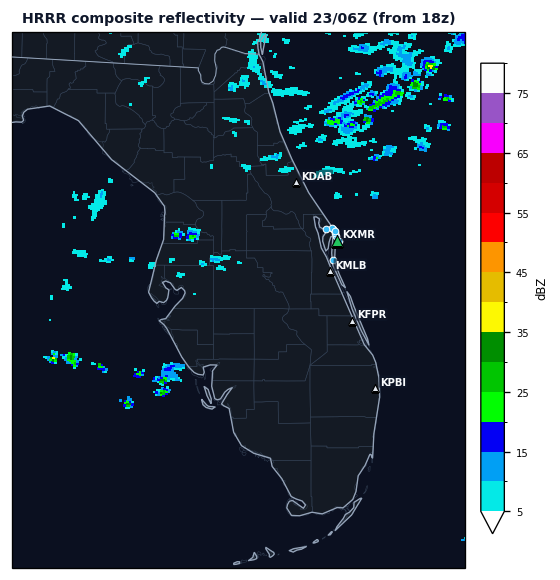 HRRR composite reflectivity — valid 23/06Z (from 18z)
KDAB
KXMR
KMLB
KFPR
KPBI
75
65
55
45
35
25
15
5
dBZ